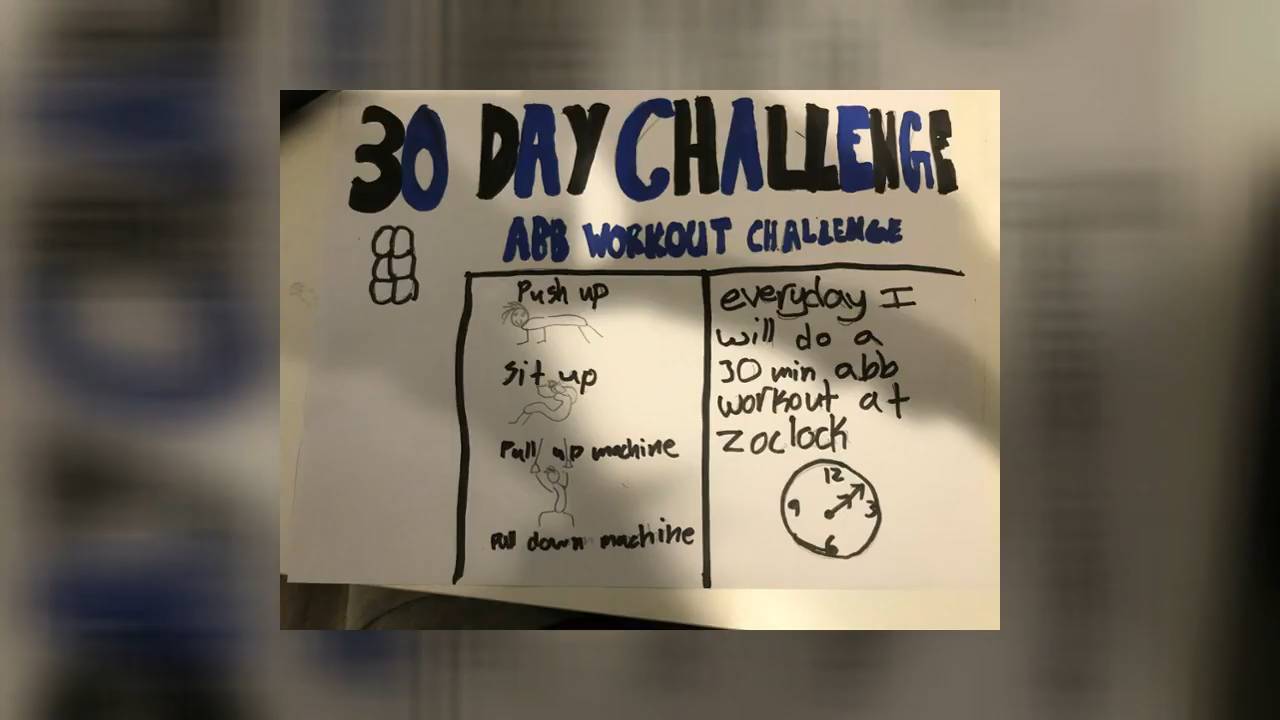 30 DAY CHALLENGE
ABB WORKOUT CHALLENGE
Push up
sit up
Pull up machine
Pull down machine
everyday I
will do a
30 min abb
workout at
2 oclock
12
9 3
6